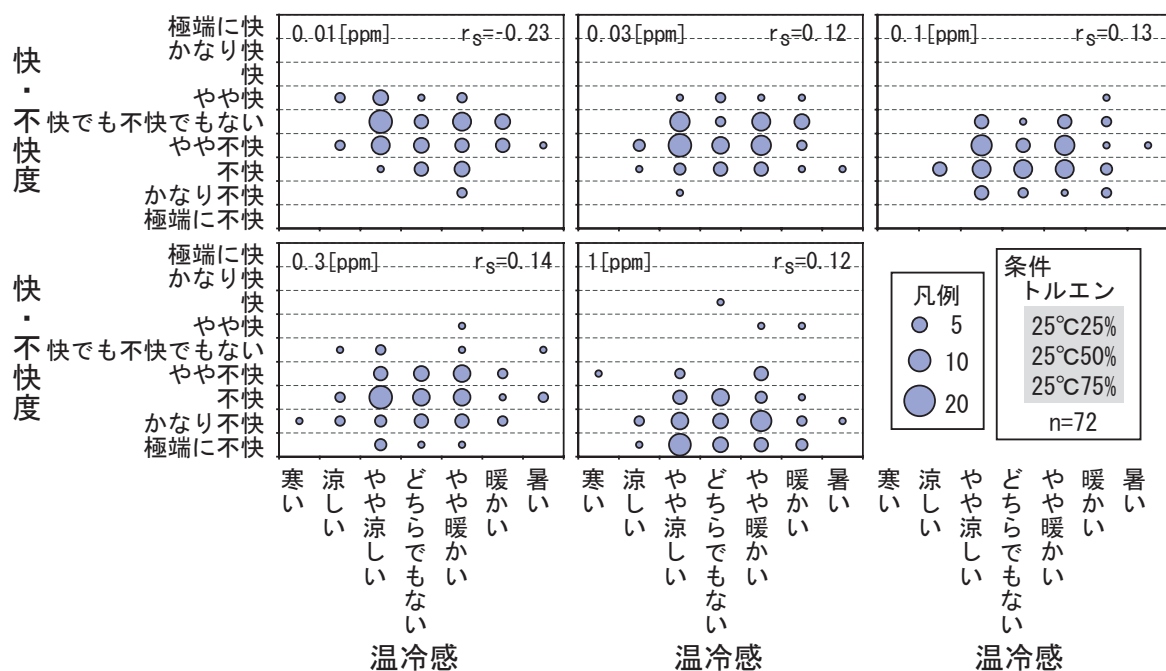 快・不快度
極端に快
かなり快
快
やや快
快でも不快でもない
やや不快
不快
かなり不快
極端に不快
0.01[ppm] rs=-0.23
0.03[ppm] rs=0.12
0.1[ppm] rs=0.13
快・不快度
極端に快
かなり快
快
やや快
快でも不快でもない
やや不快
不快
かなり不快
極端に不快
0.3[ppm] rs=0.14
1[ppm] rs=0.12
凡例
5
10
20
条件
トルエン
25℃25%
25℃50%
25℃75%
n=72
寒い
涼しい
やや涼しい
どちらでもない
やや暖かい
暖かい
暑い
温冷感
寒い
涼しい
やや涼しい
どちらでもない
やや暖かい
暖かい
暑い
温冷感
寒い
涼しい
やや涼しい
どちらでもない
やや暖かい
暖かい
暑い
温冷感